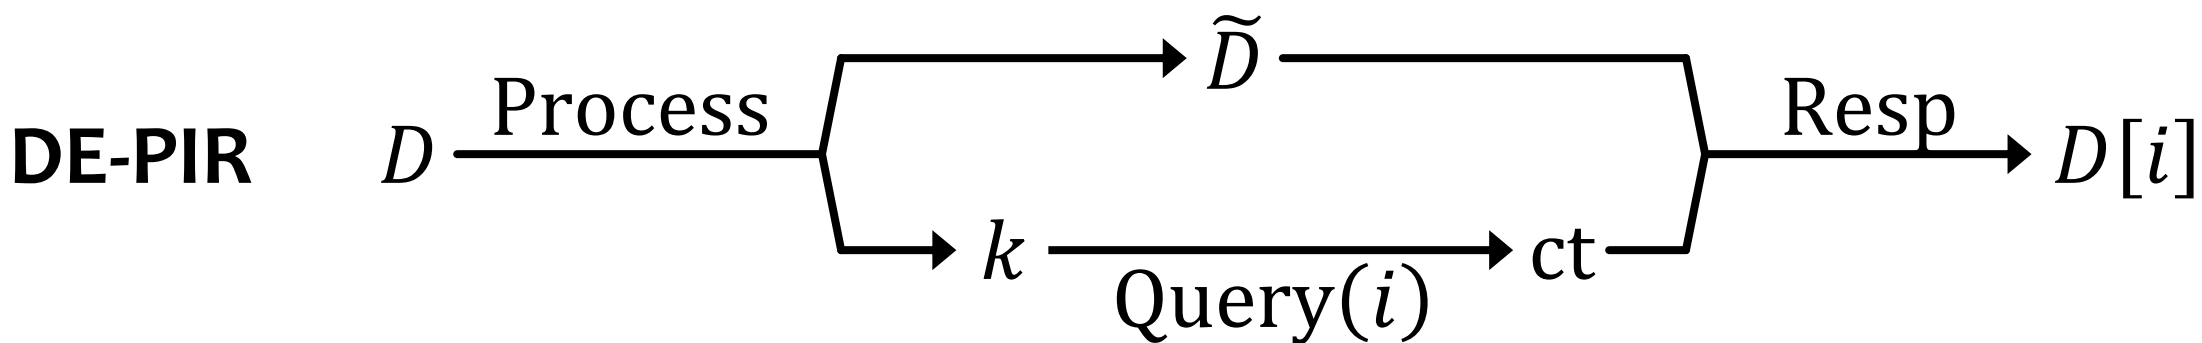 DE-PIR
D
Process
D̃
k
Query(i)
ct
Resp
D[i]